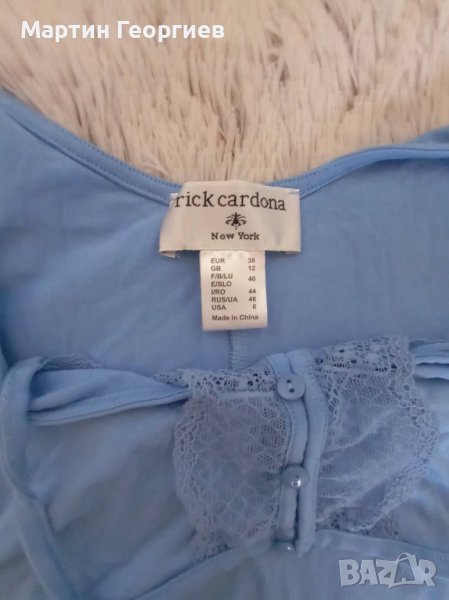 Мартин Георгиев
rick cardona
New York
EUR 38
GB 12
F/B/LU 40
E/SLO
I/RO 44
RUS/UA 46
USA 6
Made in China
BAZAR